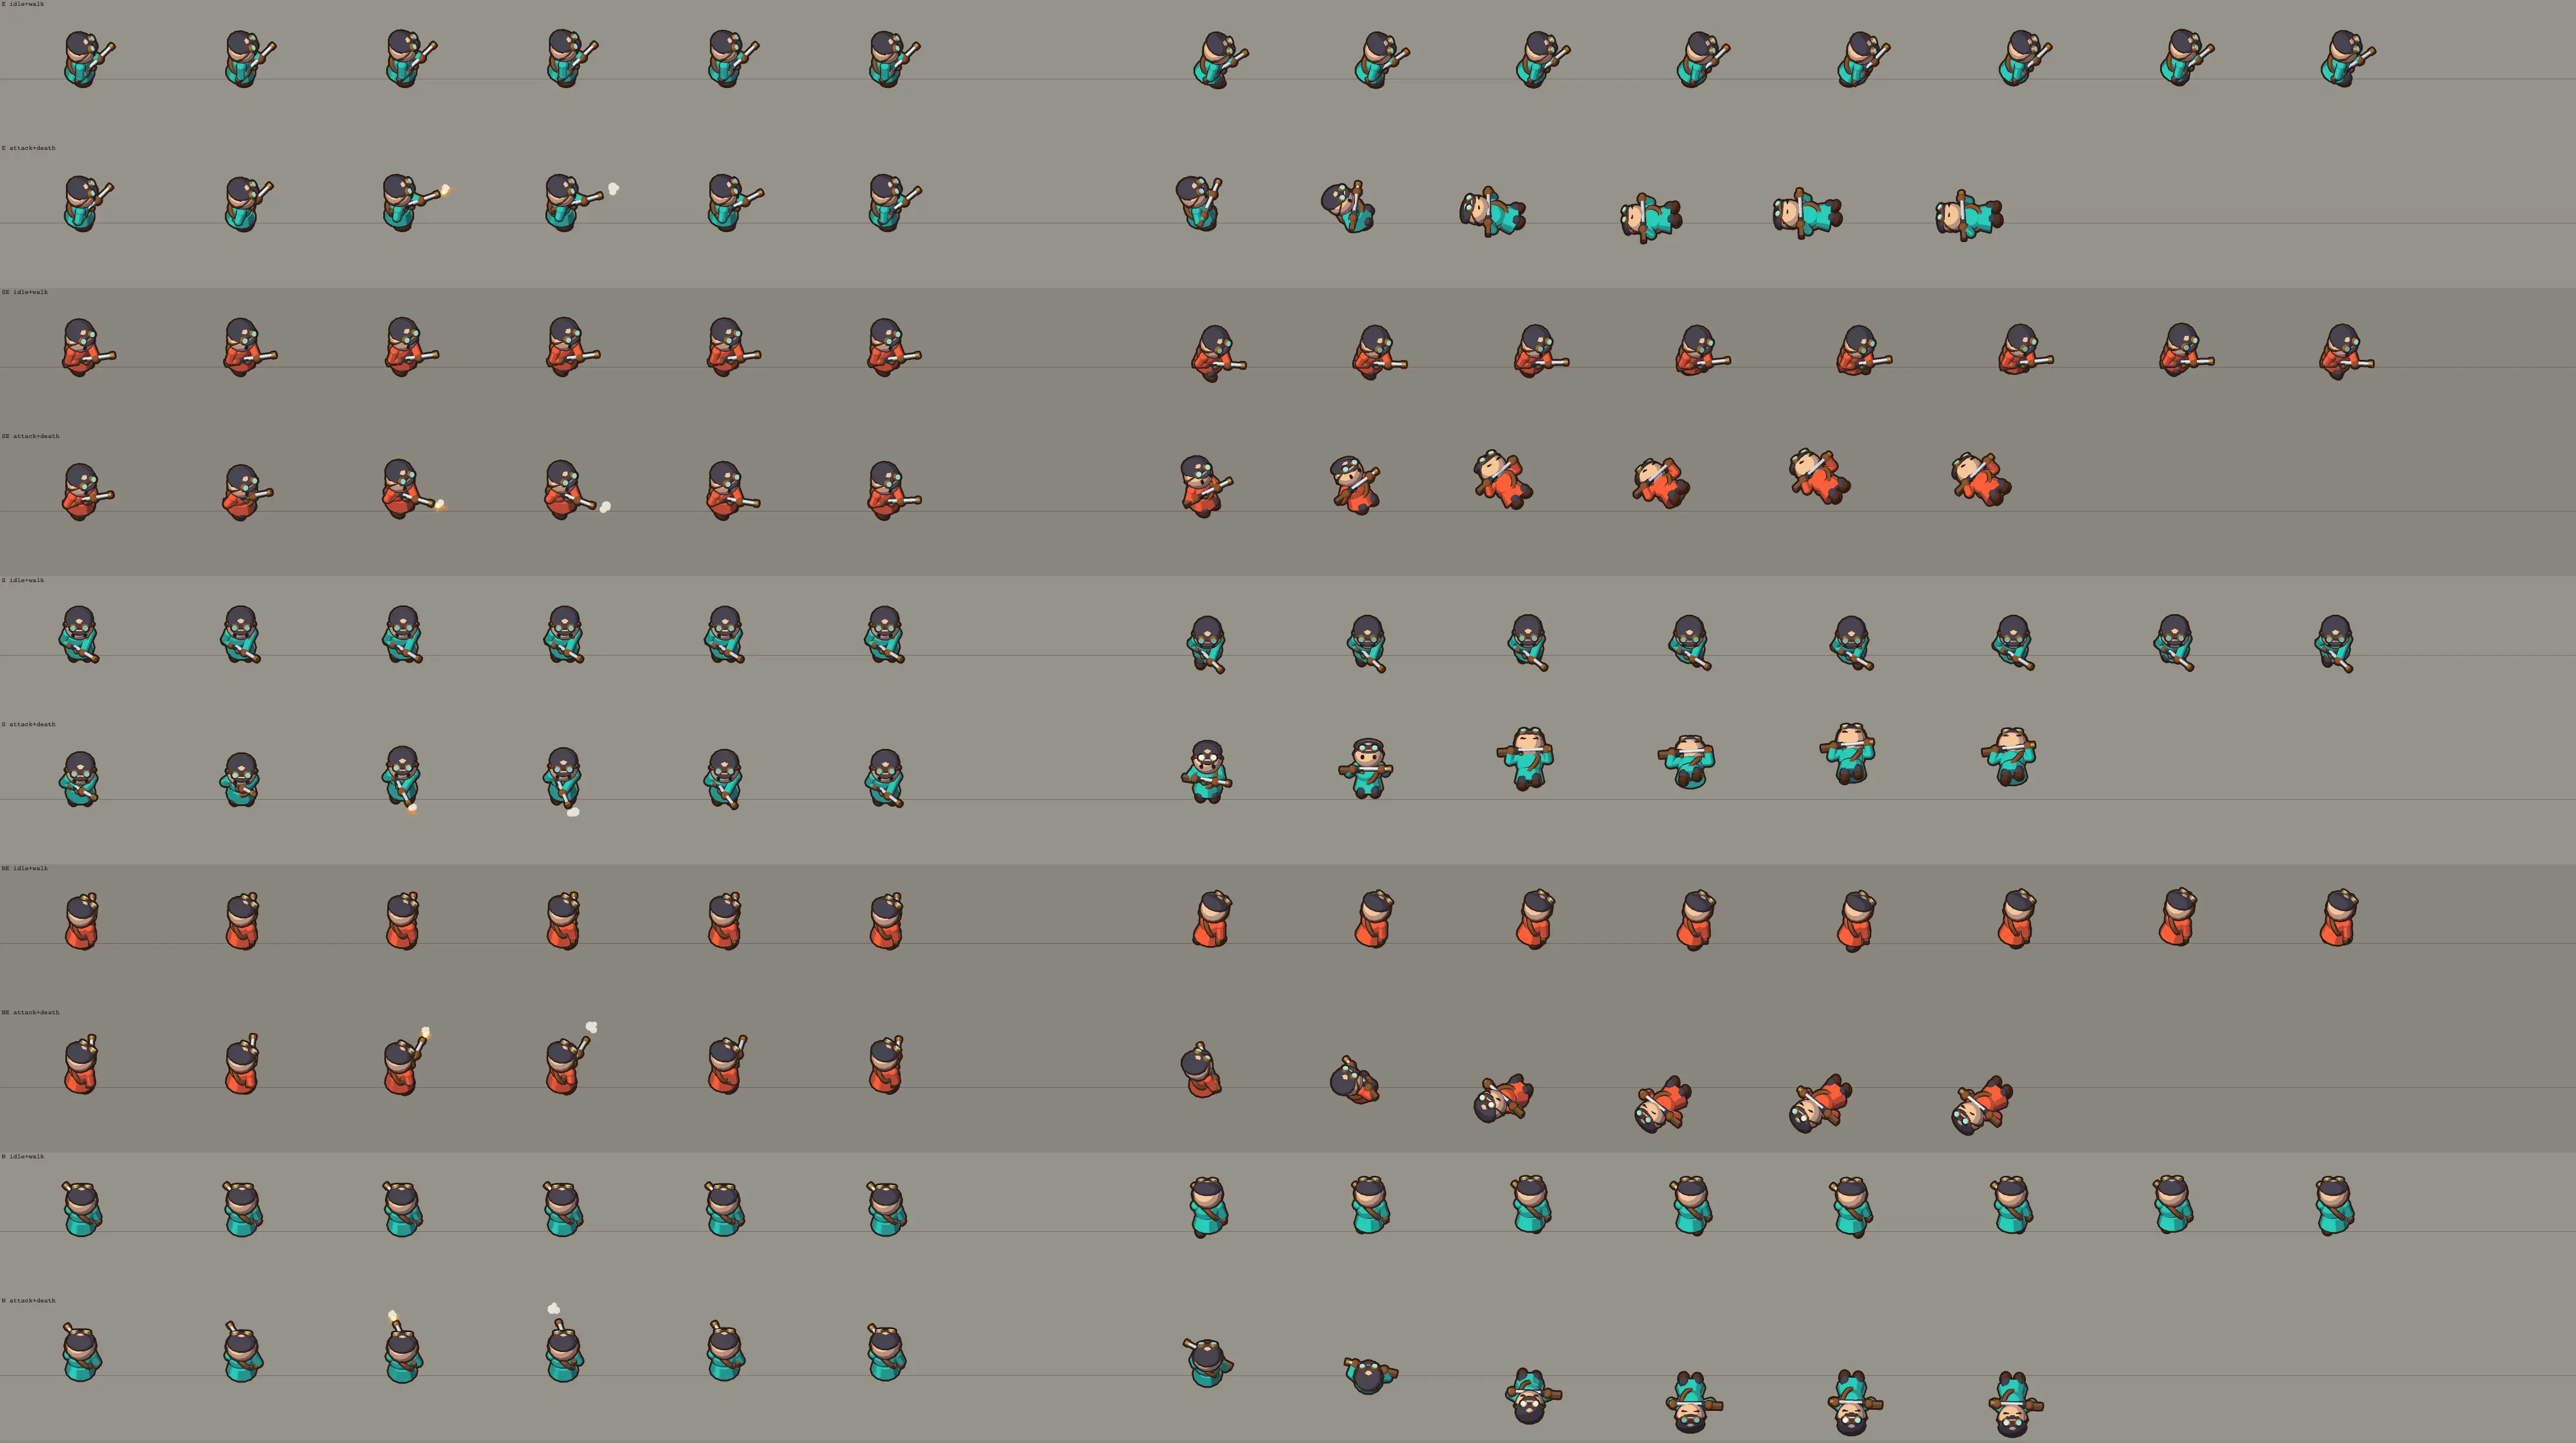 E idle+walk
E attack+death
SE idle+walk
SE attack+death
S idle+walk
S attack+death
NE idle+walk
NE attack+death
N idle+walk
N attack+death